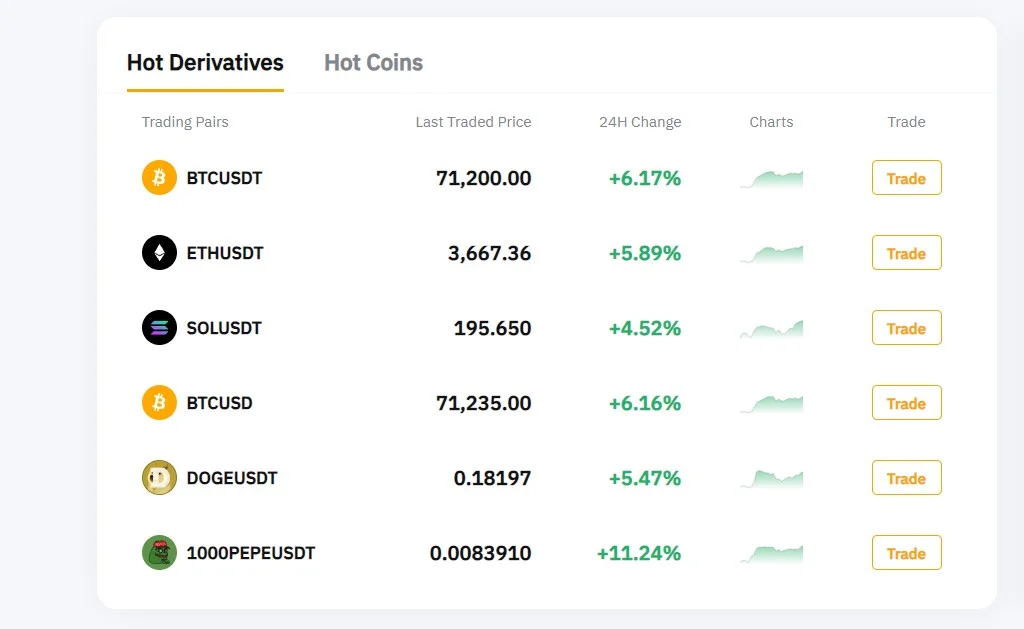 Hot Derivatives Hot Coins
Trading Pairs Last Traded Price 24H Change Charts Trade
BTCUSDT 71,200.00 +6.17% Trade
ETHUSDT 3,667.36 +5.89% Trade
SOLUSDT 195.650 +4.52% Trade
BTCUSD 71,235.00 +6.16% Trade
DOGEUSDT 0.18197 +5.47% Trade
1000PEPEUSDT 0.0083910 +11.24% Trade